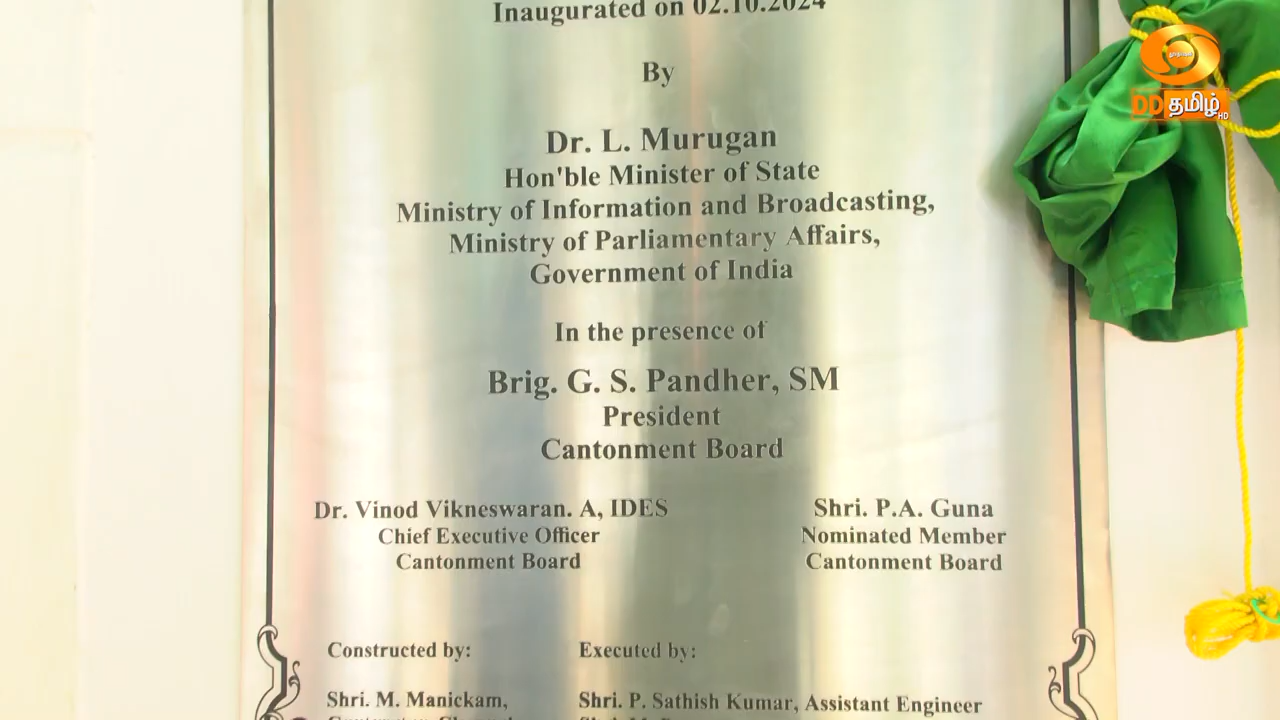 Inaugurated on 02.10.2024
By
Dr. L. Murugan
Hon'ble Minister of State
Ministry of Information and Broadcasting,
Ministry of Parliamentary Affairs,
Government of India
In the presence of
Brig. G. S. Pandher, SM
President
Cantonment Board
Dr. Vinod Vikneswaran. A, IDES
Chief Executive Officer
Cantonment Board
Shri. P.A. Guna
Nominated Member
Cantonment Board
Constructed by:
Shri. M. Manickam,
Executed by:
Shri. P. Sathish Kumar, Assistant Engineer
DD தமிழ் HD